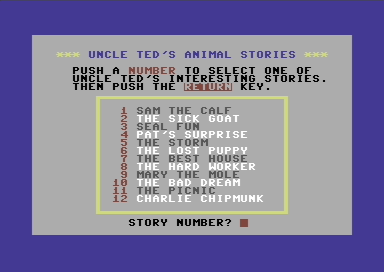 *** UNCLE TED'S ANIMAL STORIES ***
PUSH A NUMBER TO SELECT ONE OF
UNCLE TED'S INTERESTING STORIES.
THEN PUSH THE RETURN KEY.
1 SAM THE CALF
2 THE SICK GOAT
3 SEAL FUN
4 PAT'S SURPRISE
5 THE STORM
6 THE LOST PUPPY
7 THE BEST HOUSE
8 THE HARD WORKER
9 MARY THE MOLE
10 THE BAD DREAM
11 THE PICNIC
12 CHARLIE CHIPMUNK
STORY NUMBER?